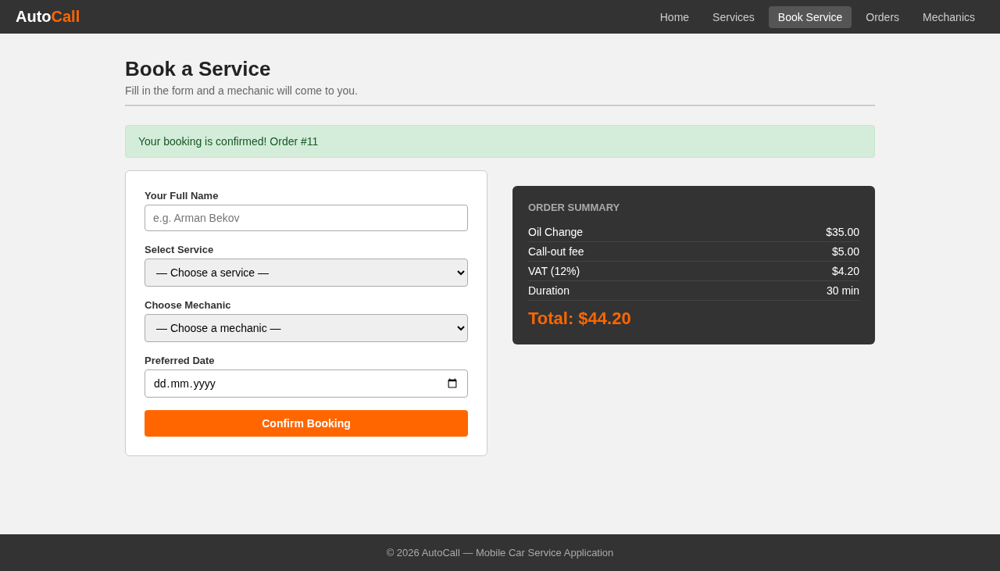 AutoCall
Home Services Book Service Orders Mechanics
Book a Service
Fill in the form and a mechanic will come to you.
Your booking is confirmed! Order #11
Your Full Name
e.g. Arman Bekov
Select Service
— Choose a service —
Choose Mechanic
— Choose a mechanic —
Preferred Date
dd.mm.yyyy
Confirm Booking
ORDER SUMMARY
Oil Change $35.00
Call-out fee $5.00
VAT (12%) $4.20
Duration 30 min
Total: $44.20
© 2026 AutoCall — Mobile Car Service Application